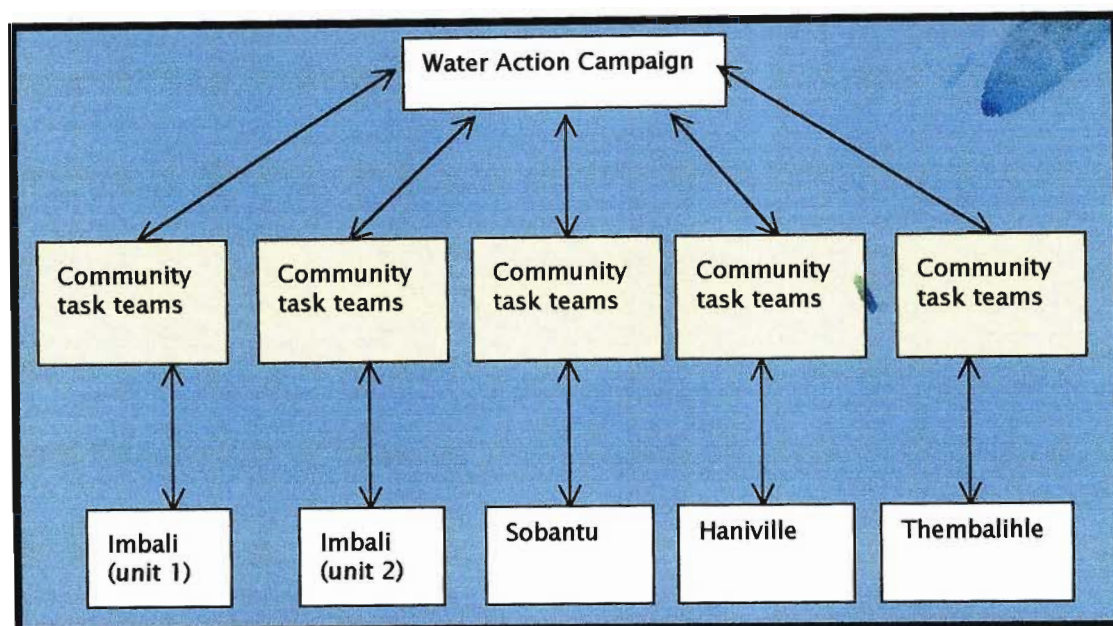 Water Action Campaign
Community
task teams
Community
task teams
Community
task teams
Community
task teams
Community
task teams
Imbali
(unit 1)
Imbali
(unit 2)
Sobantu
Haniville
Thembalihle